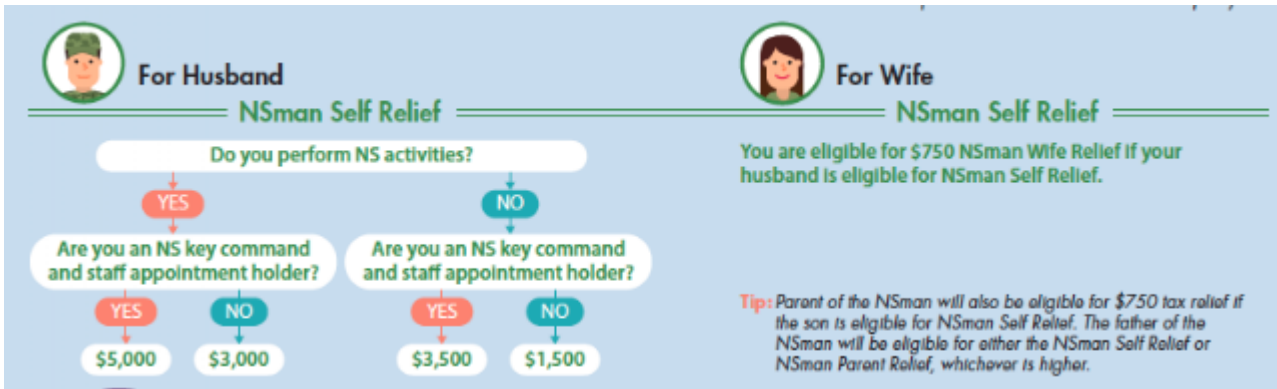 For Husband
NSman Self Relief
Do you perform NS activities?
YES
NO
Are you an NS key command
and staff appointment holder?
Are you an NS key command
and staff appointment holder?
YES
NO
YES
NO
$5,000
$3,000
$3,500
$1,500
For Wife
NSman Self Relief
You are eligible for $750 NSman Wife Relief if your
husband is eligible for NSman Self Relief.
Tip: Parent of the NSman will also be eligible for $750 tax relief if
the son is eligible for NSman Self Relief. The father of the
NSman will be eligible for either the NSman Self Relief or
NSman Parent Relief, whichever is higher.